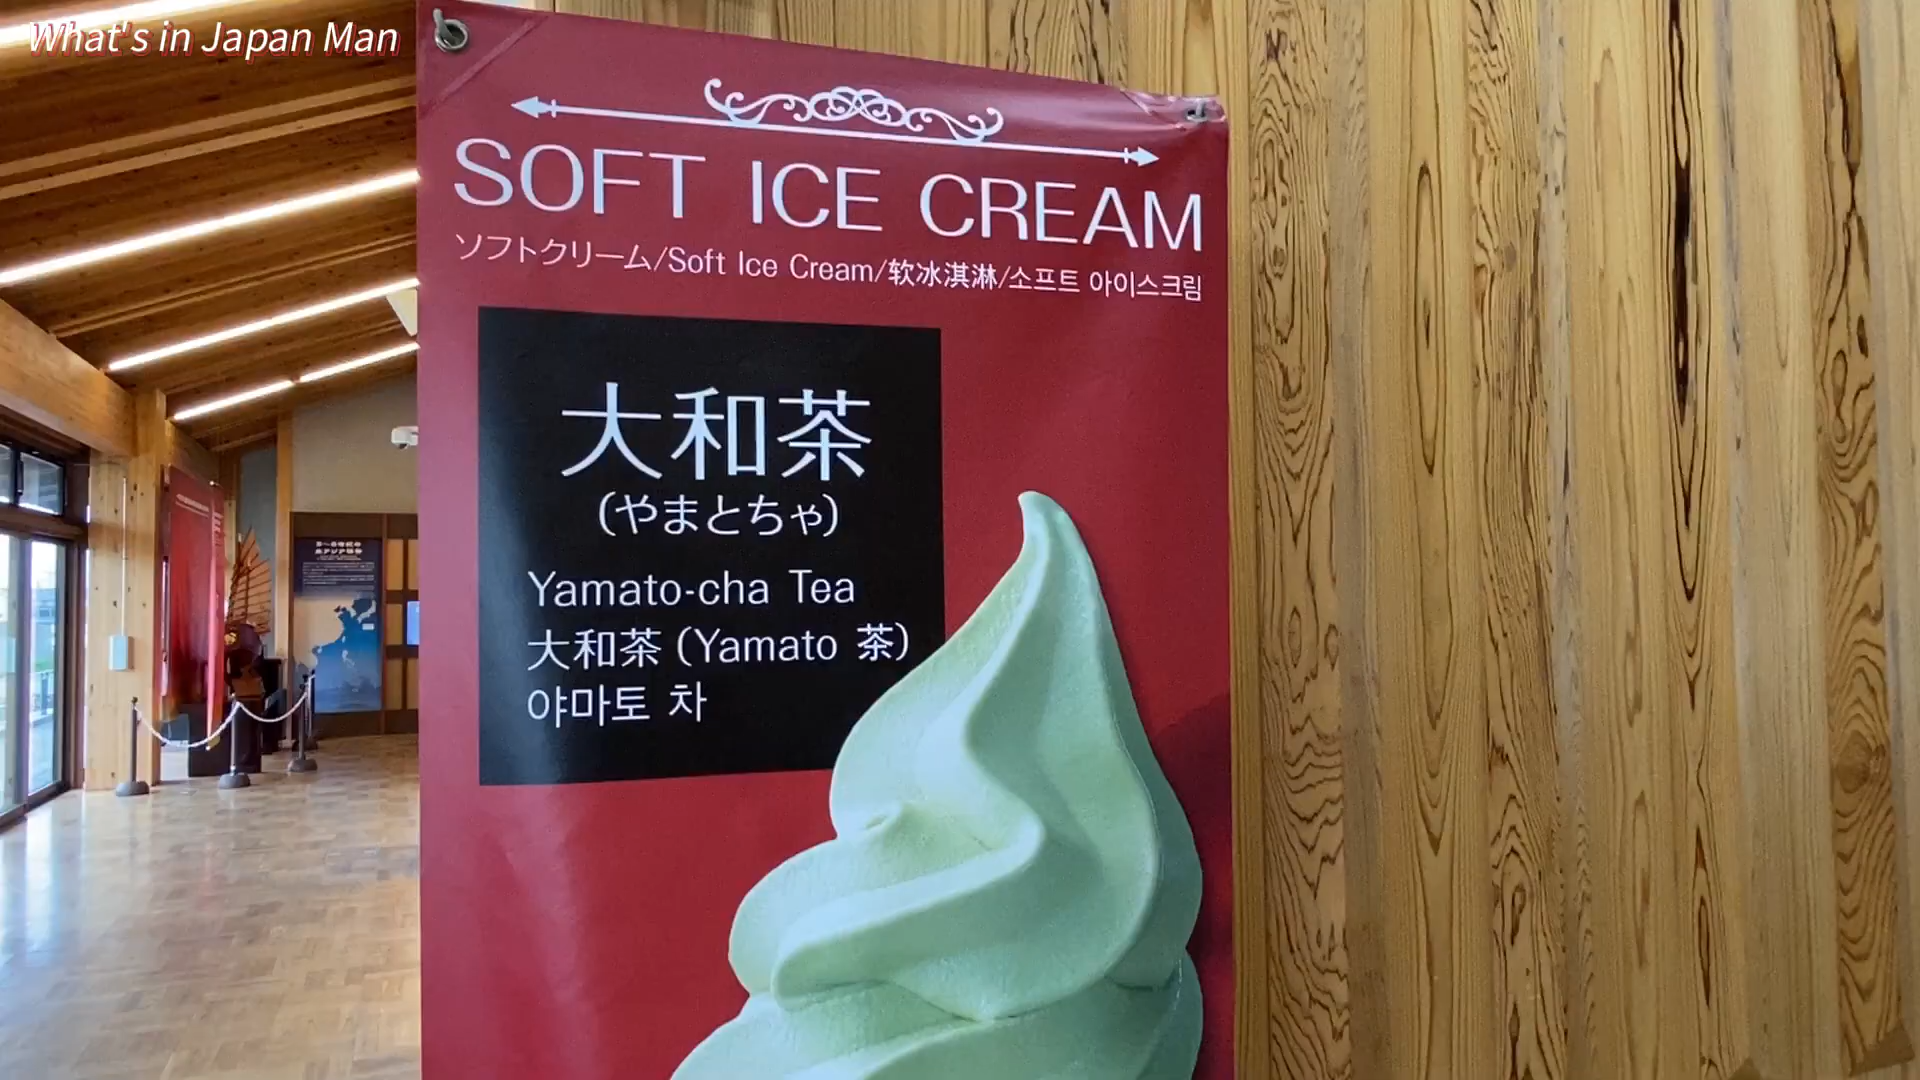 What's in Japan Man
SOFT ICE CREAM
ソフトクリーム/Soft Ice Cream/软冰淇淋/소프트 아이스크림
大和茶
(やまとちゃ)
Yamato-cha Tea
大和茶 (Yamato 茶)
야마토 차